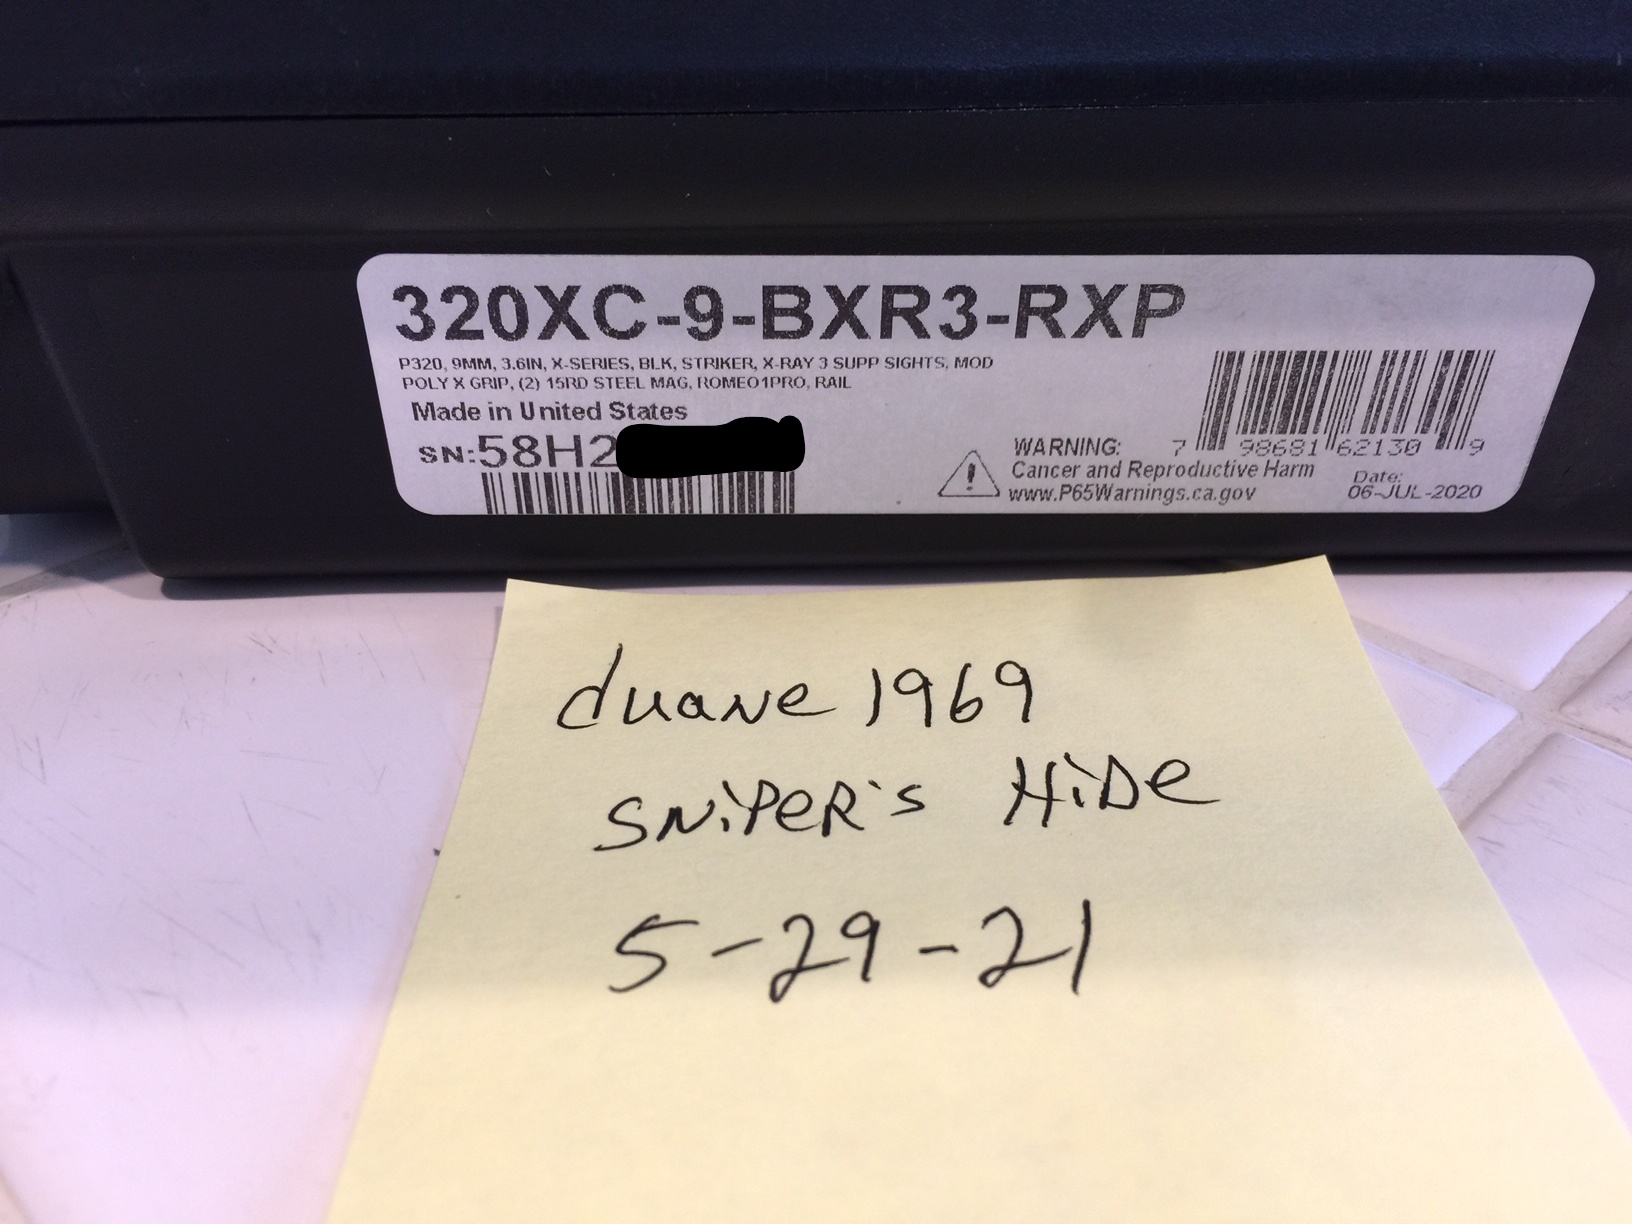 320XC-9-BXR3-RXP
P320, 9MM, 3.6IN, X-SERIES, BLK, STRIKER, X-RAY 3 SUPP SIGHTS, MOD
POLY X GRIP, (2) 15RD STEEL MAG, ROMEO1PRO, RAIL
Made in United States
SN:58H2
WARNING:
Cancer and Reproductive Harm
www.P65Warnings.ca.gov
7 98681 62130 9
Date:
06-JUL-2020
duane 1969
SNiPeR's HiDe
5-29-21